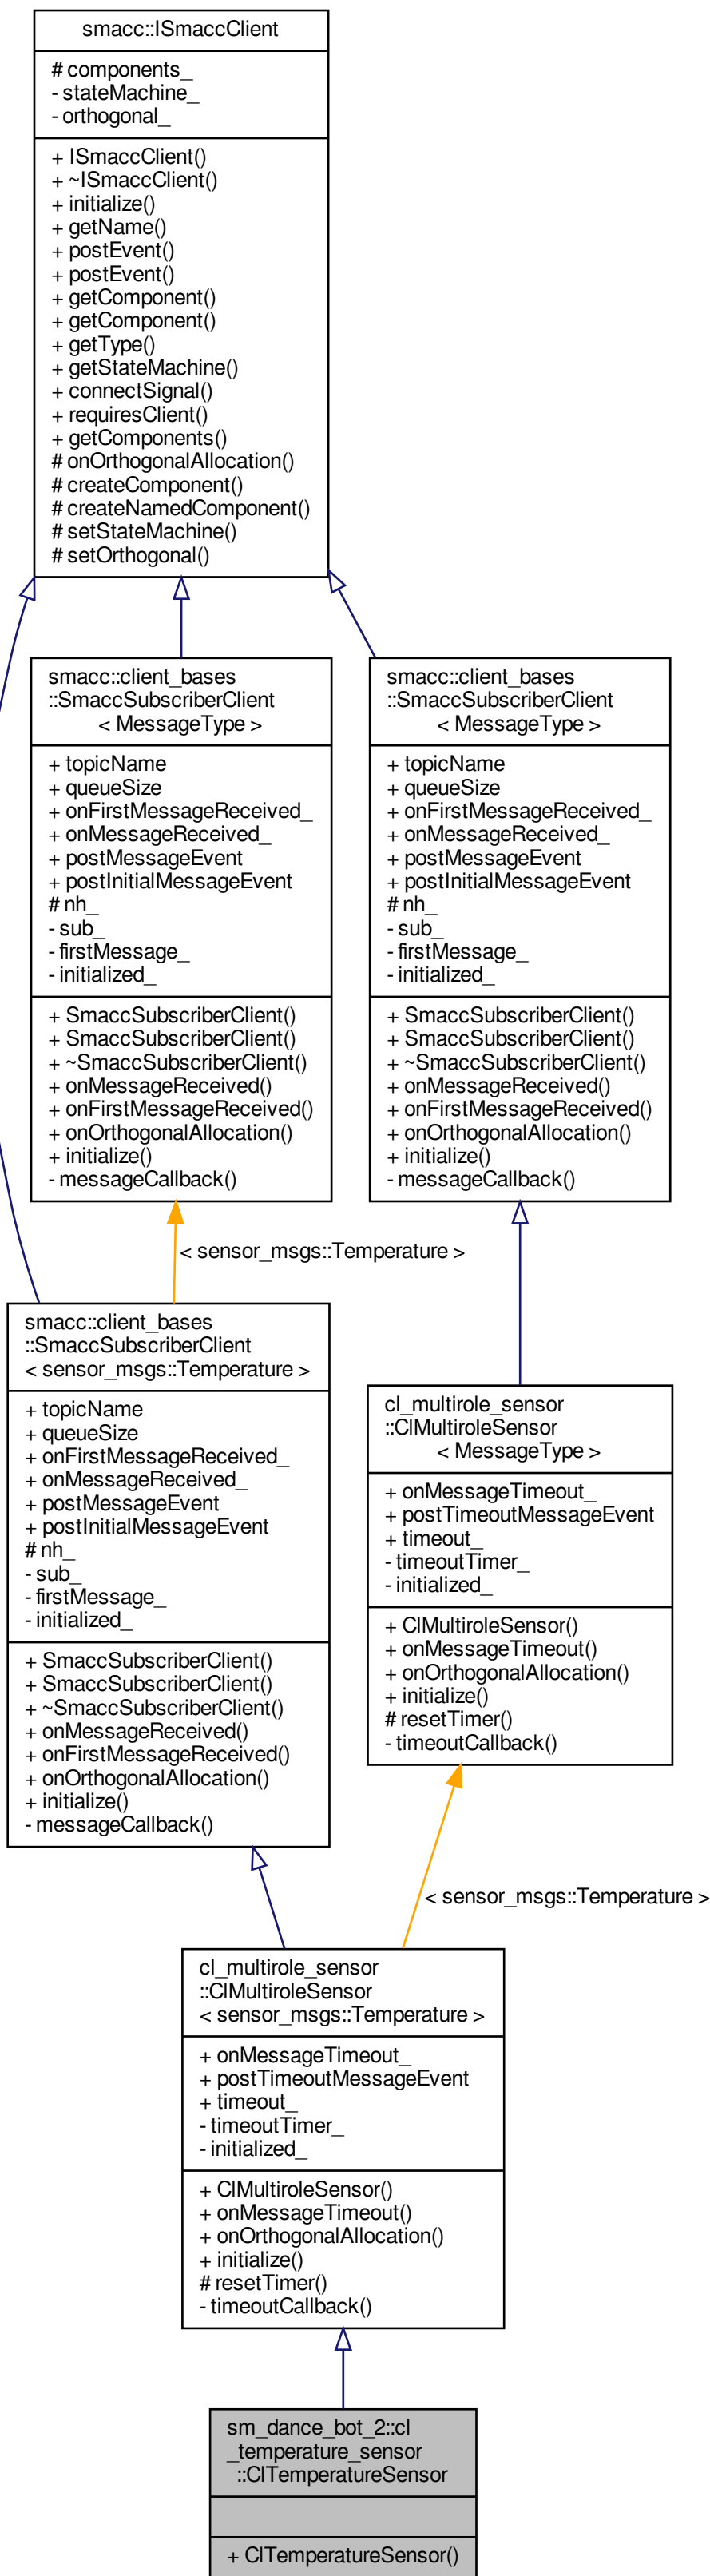 smacc::ISmaccClient
# components_
- stateMachine_
- orthogonal_
+ ISmaccClient()
+ ~ISmaccClient()
+ initialize()
+ getName()
+ postEvent()
+ postEvent()
+ getComponent()
+ getComponent()
+ getType()
+ getStateMachine()
+ connectSignal()
+ requiresClient()
+ getComponents()
# onOrthogonalAllocation()
# createComponent()
# createNamedComponent()
# setStateMachine()
# setOrthogonal()
smacc::client_bases
::SmaccSubscriberClient
< MessageType >
+ topicName
+ queueSize
+ onFirstMessageReceived_
+ onMessageReceived_
+ postMessageEvent
+ postInitialMessageEvent
# nh_
- sub_
- firstMessage_
- initialized_
+ SmaccSubscriberClient()
+ SmaccSubscriberClient()
+ ~SmaccSubscriberClient()
+ onMessageReceived()
+ onFirstMessageReceived()
+ onOrthogonalAllocation()
+ initialize()
- messageCallback()
smacc::client_bases
::SmaccSubscriberClient
< MessageType >
+ topicName
+ queueSize
+ onFirstMessageReceived_
+ onMessageReceived_
+ postMessageEvent
+ postInitialMessageEvent
# nh_
- sub_
- firstMessage_
- initialized_
+ SmaccSubscriberClient()
+ SmaccSubscriberClient()
+ ~SmaccSubscriberClient()
+ onMessageReceived()
+ onFirstMessageReceived()
+ onOrthogonalAllocation()
+ initialize()
- messageCallback()
< sensor_msgs::Temperature >
smacc::client_bases
::SmaccSubscriberClient
< sensor_msgs::Temperature >
+ topicName
+ queueSize
+ onFirstMessageReceived_
+ onMessageReceived_
+ postMessageEvent
+ postInitialMessageEvent
# nh_
- sub_
- firstMessage_
- initialized_
+ SmaccSubscriberClient()
+ SmaccSubscriberClient()
+ ~SmaccSubscriberClient()
+ onMessageReceived()
+ onFirstMessageReceived()
+ onOrthogonalAllocation()
+ initialize()
- messageCallback()
cl_multirole_sensor
::ClMultiroleSensor
< MessageType >
+ onMessageTimeout_
+ postTimeoutMessageEvent
+ timeout_
- timeoutTimer_
- initialized_
+ ClMultiroleSensor()
+ onMessageTimeout()
+ onOrthogonalAllocation()
+ initialize()
# resetTimer()
- timeoutCallback()
< sensor_msgs::Temperature >
cl_multirole_sensor
::ClMultiroleSensor
< sensor_msgs::Temperature >
+ onMessageTimeout_
+ postTimeoutMessageEvent
+ timeout_
- timeoutTimer_
- initialized_
+ ClMultiroleSensor()
+ onMessageTimeout()
+ onOrthogonalAllocation()
+ initialize()
# resetTimer()
- timeoutCallback()
sm_dance_bot_2::cl
_temperature_sensor
::ClTemperatureSensor
+ ClTemperatureSensor()